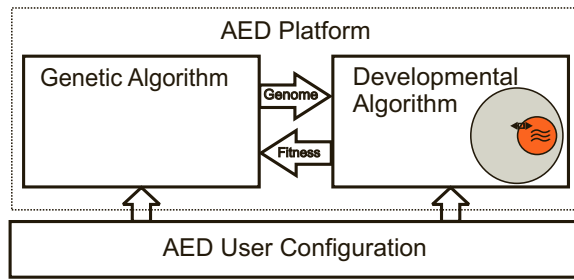 AED Platform
Genetic Algorithm
Genome
Fitness
Developmental
Algorithm
AED User Configuration